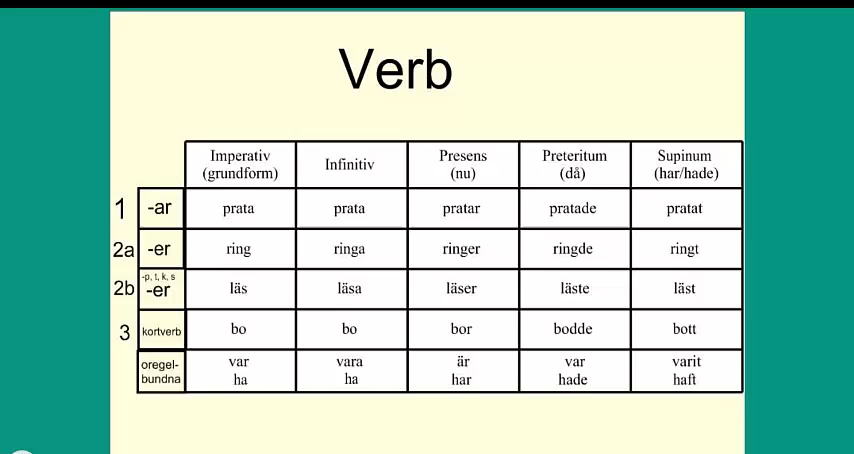 Verb
Imperativ Infinitiv Presens Preteritum Supinum
(grundform) (nu) (då) (har/hade)
1 -ar prata prata pratar pratade pratat
2a -er ring ringa ringer ringde ringt
-p, t, k, s
2b -er läs läsa läser läste läst
3 kortverb bo bo bor bodde bott
oregel- var vara är var varit
bundna ha ha har hade haft